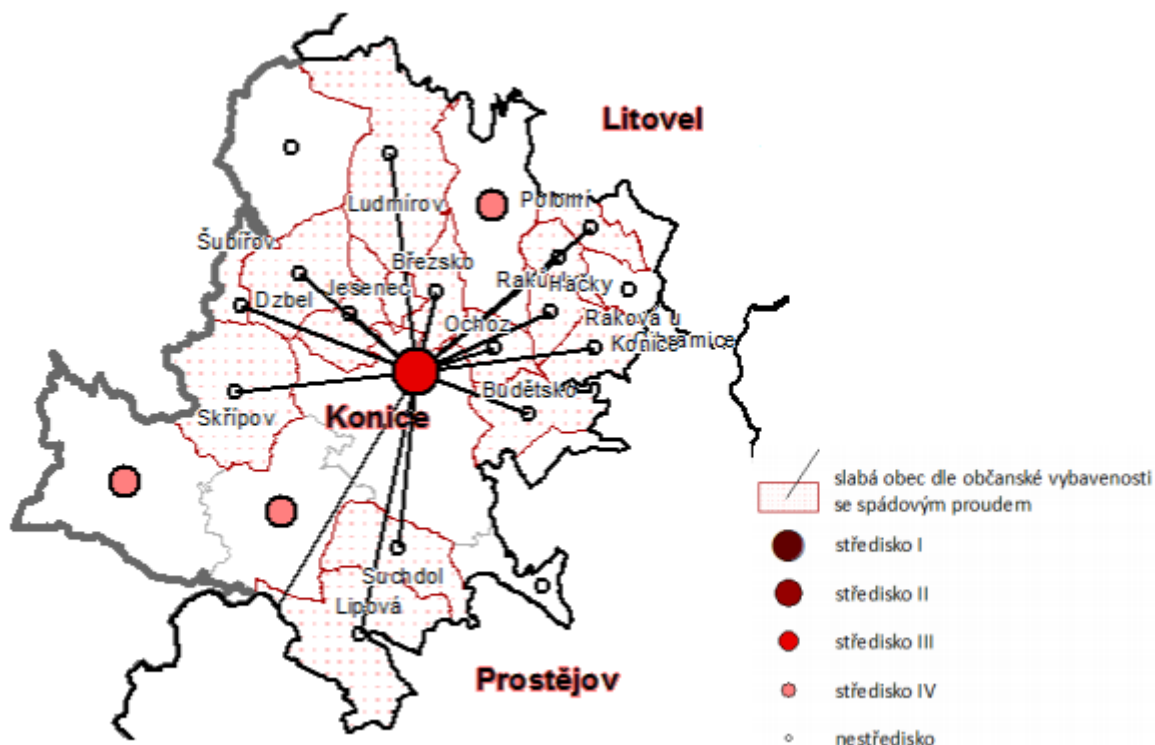 Litovel
Ludmírov
Polomí
Šubířov
Březsko
Dzbel
Jesenec
Hačky
Ochoz
Raková u
Konice
Budětsko
Skřípov
Konice
Suchdol
Lipová
Prostějov
slabá obec dle občanské vybavenosti
se spádovým proudem
středisko I
středisko II
středisko III
středisko IV
nestředisko